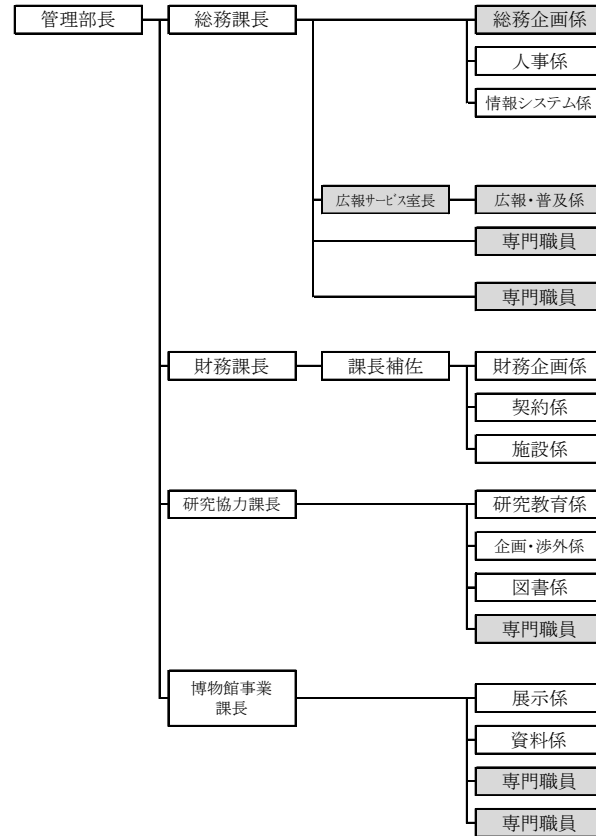 管理部長
総務課長
総務企画係
人事係
情報システム係
広報サービス室長
広報・普及係
専門職員
専門職員
財務課長
課長補佐
財務企画係
契約係
施設係
研究協力課長
研究教育係
企画・渉外係
図書係
専門職員
博物館事業
課長
展示係
資料係
専門職員
専門職員